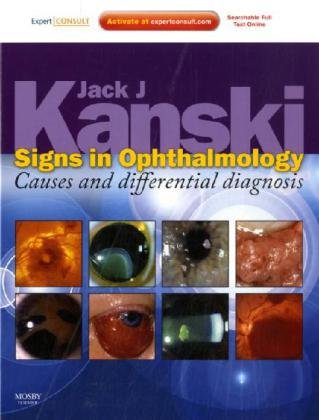 Expert CONSULT
Activate at expertconsult.com
Searchable Full
Text Online
Jack J
Kanski
Signs in Ophthalmology
Causes and differential diagnosis
MOSBY
ELSEVIER